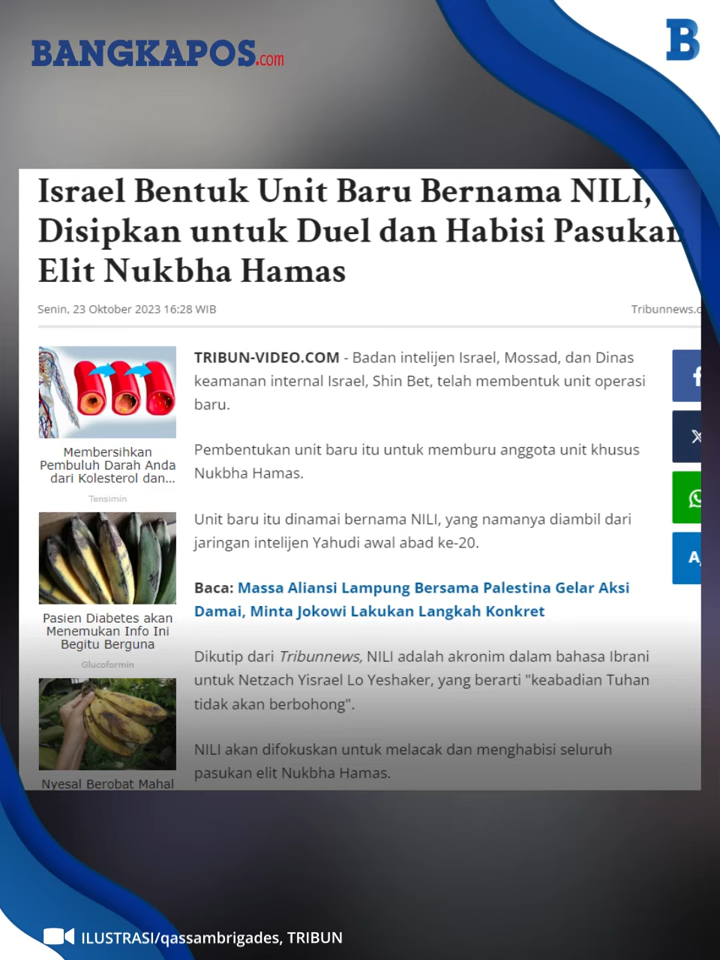 BANGKAPOS.com
B
Israel Bentuk Unit Baru Bernama NILI,
Disipkan untuk Duel dan Habisi Pasukan
Elit Nukbha Hamas
Senin, 23 Oktober 2023 16:28 WIB
Tribunnews.c
TRIBUN-VIDEO.COM - Badan intelijen Israel, Mossad, dan Dinas
keamanan internal Israel, Shin Bet, telah membentuk unit operasi
baru.
Pembentukan unit baru itu untuk memburu anggota unit khusus
Nukbha Hamas.
Unit baru itu dinamai bernama NILI, yang namanya diambil dari
jaringan intelijen Yahudi awal abad ke-20.
Baca: Massa Aliansi Lampung Bersama Palestina Gelar Aksi
Damai, Minta Jokowi Lakukan Langkah Konkret
Dikutip dari Tribunnews, NILI adalah akronim dalam bahasa Ibrani
untuk Netzach Yisrael Lo Yeshaker, yang berarti "keabadian Tuhan
tidak akan berbohong".
NILI akan difokuskan untuk melacak dan menghabisi seluruh
pasukan elit Nukbha Hamas.
Membersihkan
Pembuluh Darah Anda
dari Kolesterol dan...
Tensimin
Pasien Diabetes akan
Menemukan Info Ini
Begitu Berguna
Glucoformin
Nyesal Berobat Mahal
A
ILUSTRASI/qassambrigades, TRIBUN